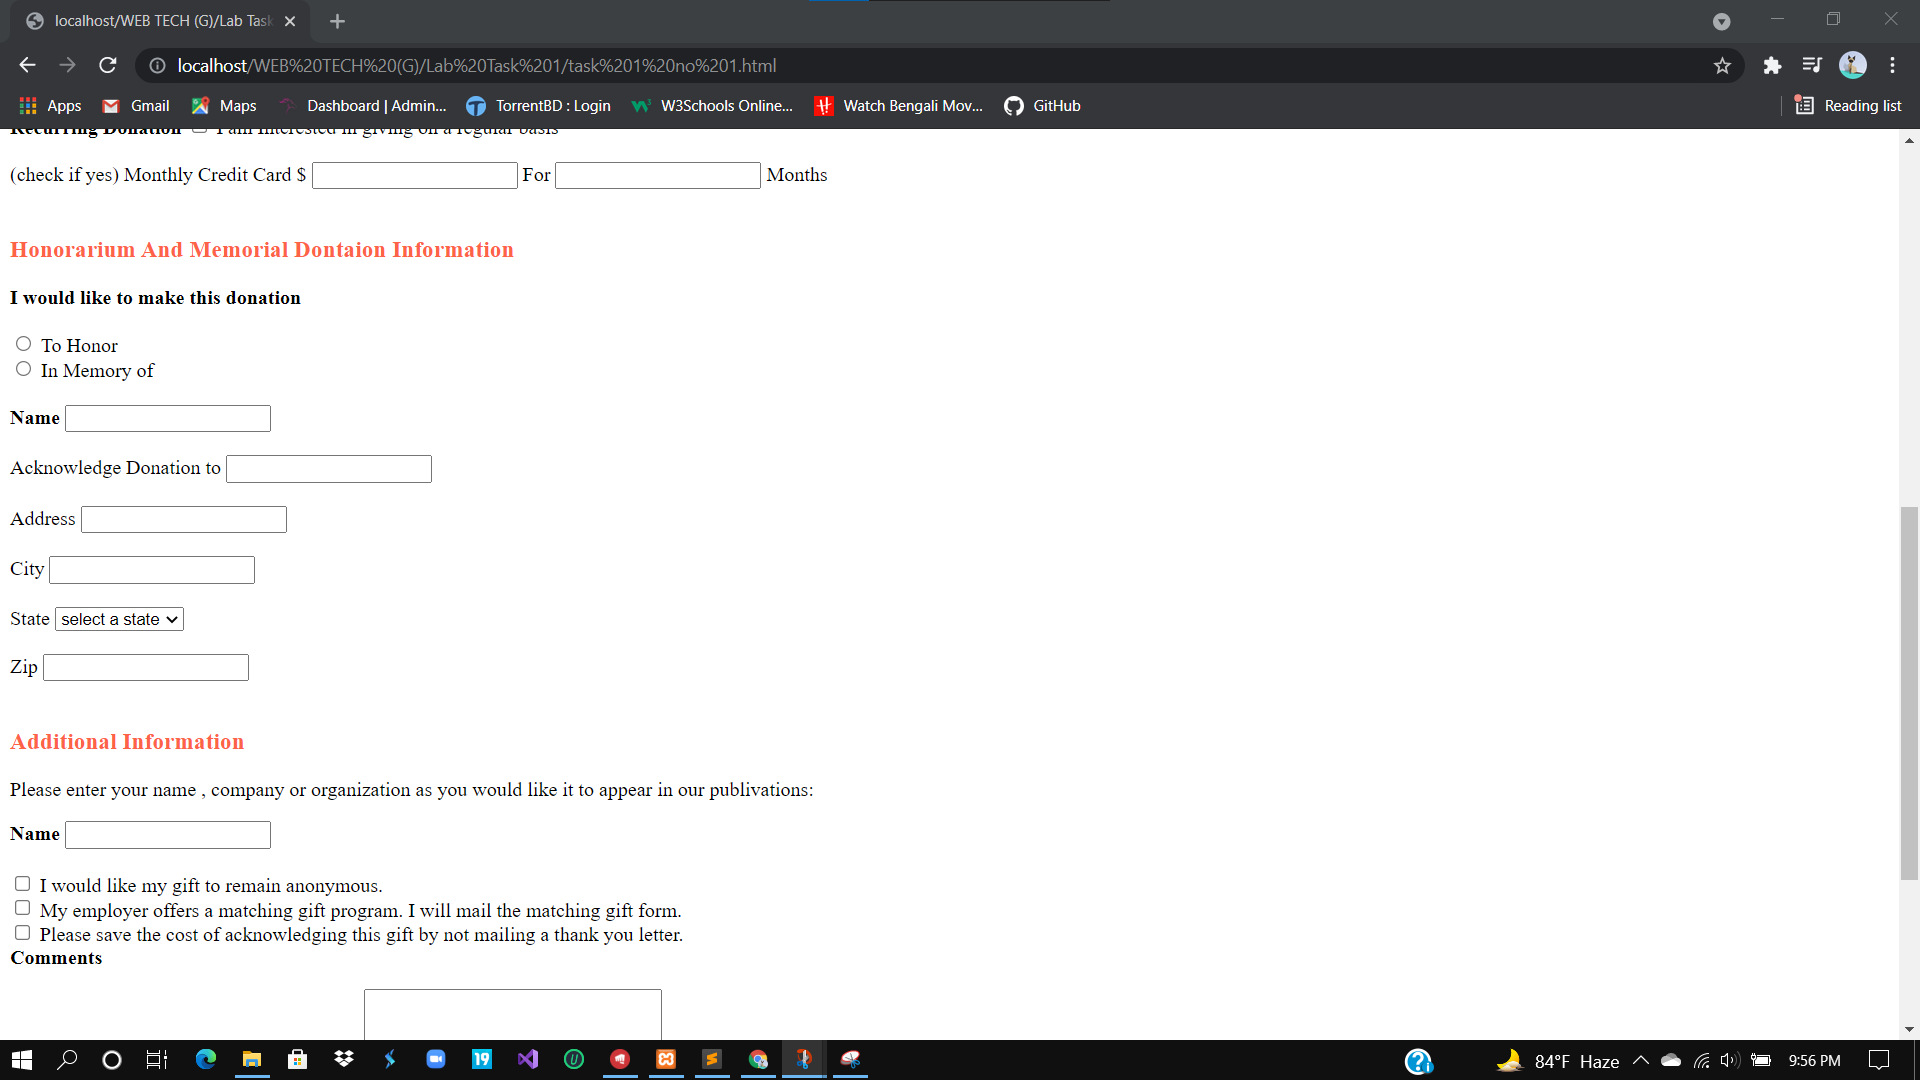 localhost/WEB TECH (G)/Lab Task
localhost/WEB%20TECH%20(G)/Lab%20Task%201/task%201%20no%201.html
Apps Gmail Maps Dashboard | Admin... TorrentBD : Login W3Schools Online... Watch Bengali Mov... GitHub Reading list
Recurring Donation I am interested in giving on a regular basis
(check if yes) Monthly Credit Card $ For Months
Honorarium And Memorial Dontaion Information
I would like to make this donation
To Honor
In Memory of
Name
Acknowledge Donation to
Address
City
State select a state
Zip
Additional Information
Please enter your name , company or organization as you would like it to appear in our publivations:
Name
I would like my gift to remain anonymous.
My employer offers a matching gift program. I will mail the matching gift form.
Please save the cost of acknowledging this gift by not mailing a thank you letter.
Comments
19
84°F Haze 9:56 PM